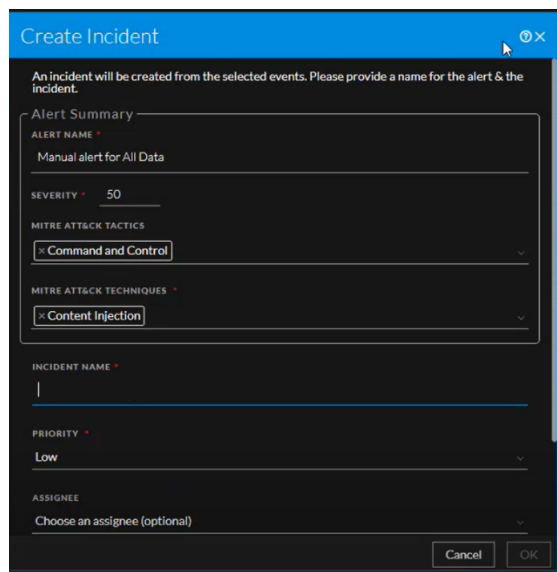 Create Incident
An incident will be created from the selected events. Please provide a name for the alert & the
incident.
Alert Summary
ALERT NAME *
Manual alert for All Data
SEVERITY * 50
MITRE ATT&CK TACTICS
× Command and Control
MITRE ATT&CK TECHNIQUES *
× Content Injection
INCIDENT NAME *
PRIORITY *
Low
ASSIGNEE
Choose an assignee (optional)
Cancel OK